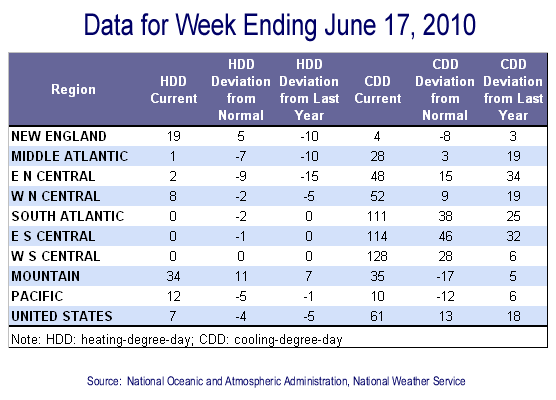 Data for Week Ending June 17, 2010
Region HDD Current HDD Deviation from Normal HDD Deviation from Last Year CDD Current CDD Deviation from Normal CDD Deviation from Last Year
NEW ENGLAND 19 5 -10 4 -8 3
MIDDLE ATLANTIC 1 -7 -10 28 3 19
E N CENTRAL 2 -9 -15 48 15 34
W N CENTRAL 8 -2 -5 52 9 19
SOUTH ATLANTIC 0 -2 0 111 38 25
E S CENTRAL 0 -1 0 114 46 32
W S CENTRAL 0 0 0 128 28 6
MOUNTAIN 34 11 7 35 -17 5
PACIFIC 12 -5 -1 10 -12 6
UNITED STATES 7 -4 -5 61 13 18
Note: HDD: heating-degree-day; CDD: cooling-degree-day
Source: National Oceanic and Atmospheric Administration, National Weather Service